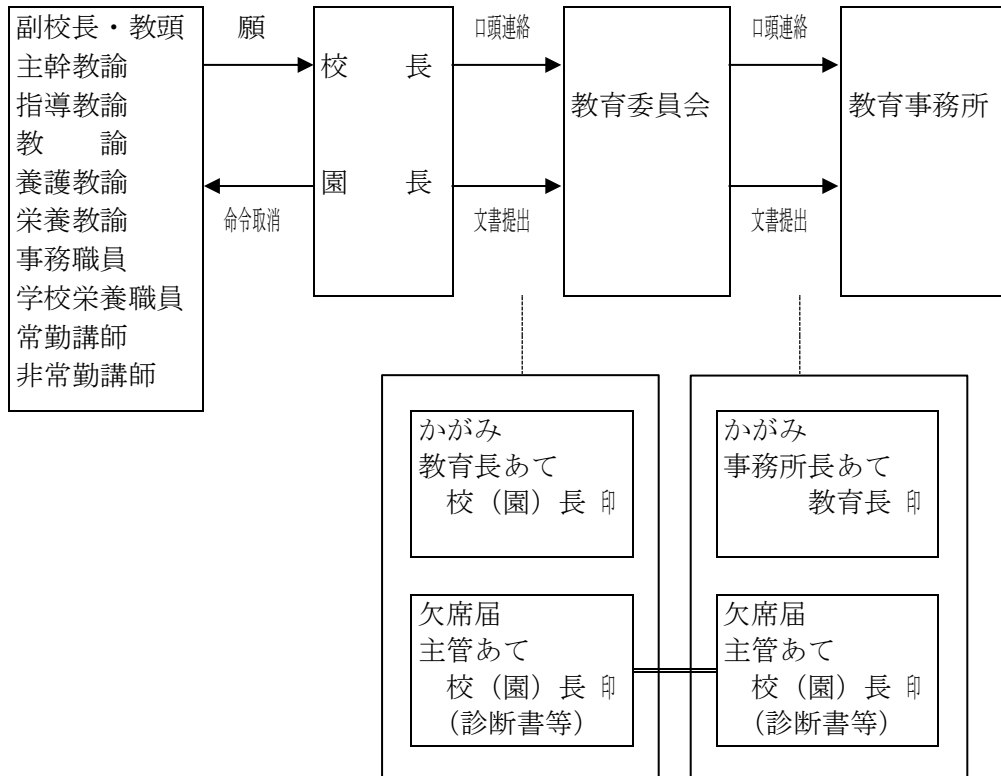 副校長・教頭
主幹教諭
指導教諭
教　　諭
養護教諭
栄養教諭
事務職員
学校栄養職員
常勤講師
非常勤講師
願
命令取消
校　　長
園　　長
口頭連絡
文書提出
教育委員会
口頭連絡
文書提出
教育事務所
かがみ
教育長あて
校（園）長 印
欠席届
主管あて
校（園）長 印
（診断書等）
かがみ
事務所長あて
教育長 印
欠席届
主管あて
校（園）長 印
（診断書等）